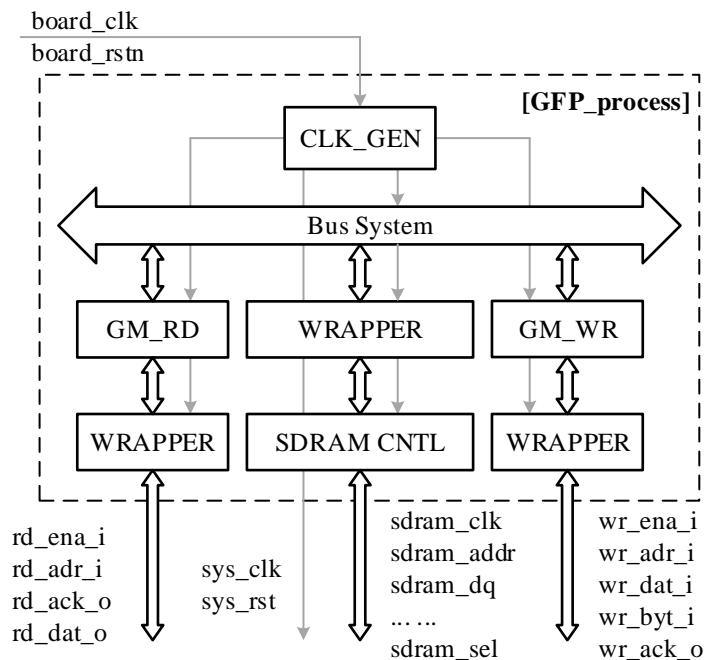 board_clk
board_rstn
[GFP_process]
CLK_GEN
Bus System
GM_RD
WRAPPER
GM_WR
WRAPPER
SDRAM CNTL
WRAPPER
rd_ena_i
rd_adr_i
rd_ack_o
rd_dat_o
sys_clk
sys_rst
sdram_clk
sdram_addr
sdram_dq
... ...
sdram_sel
wr_ena_i
wr_adr_i
wr_dat_i
wr_byt_i
wr_ack_o